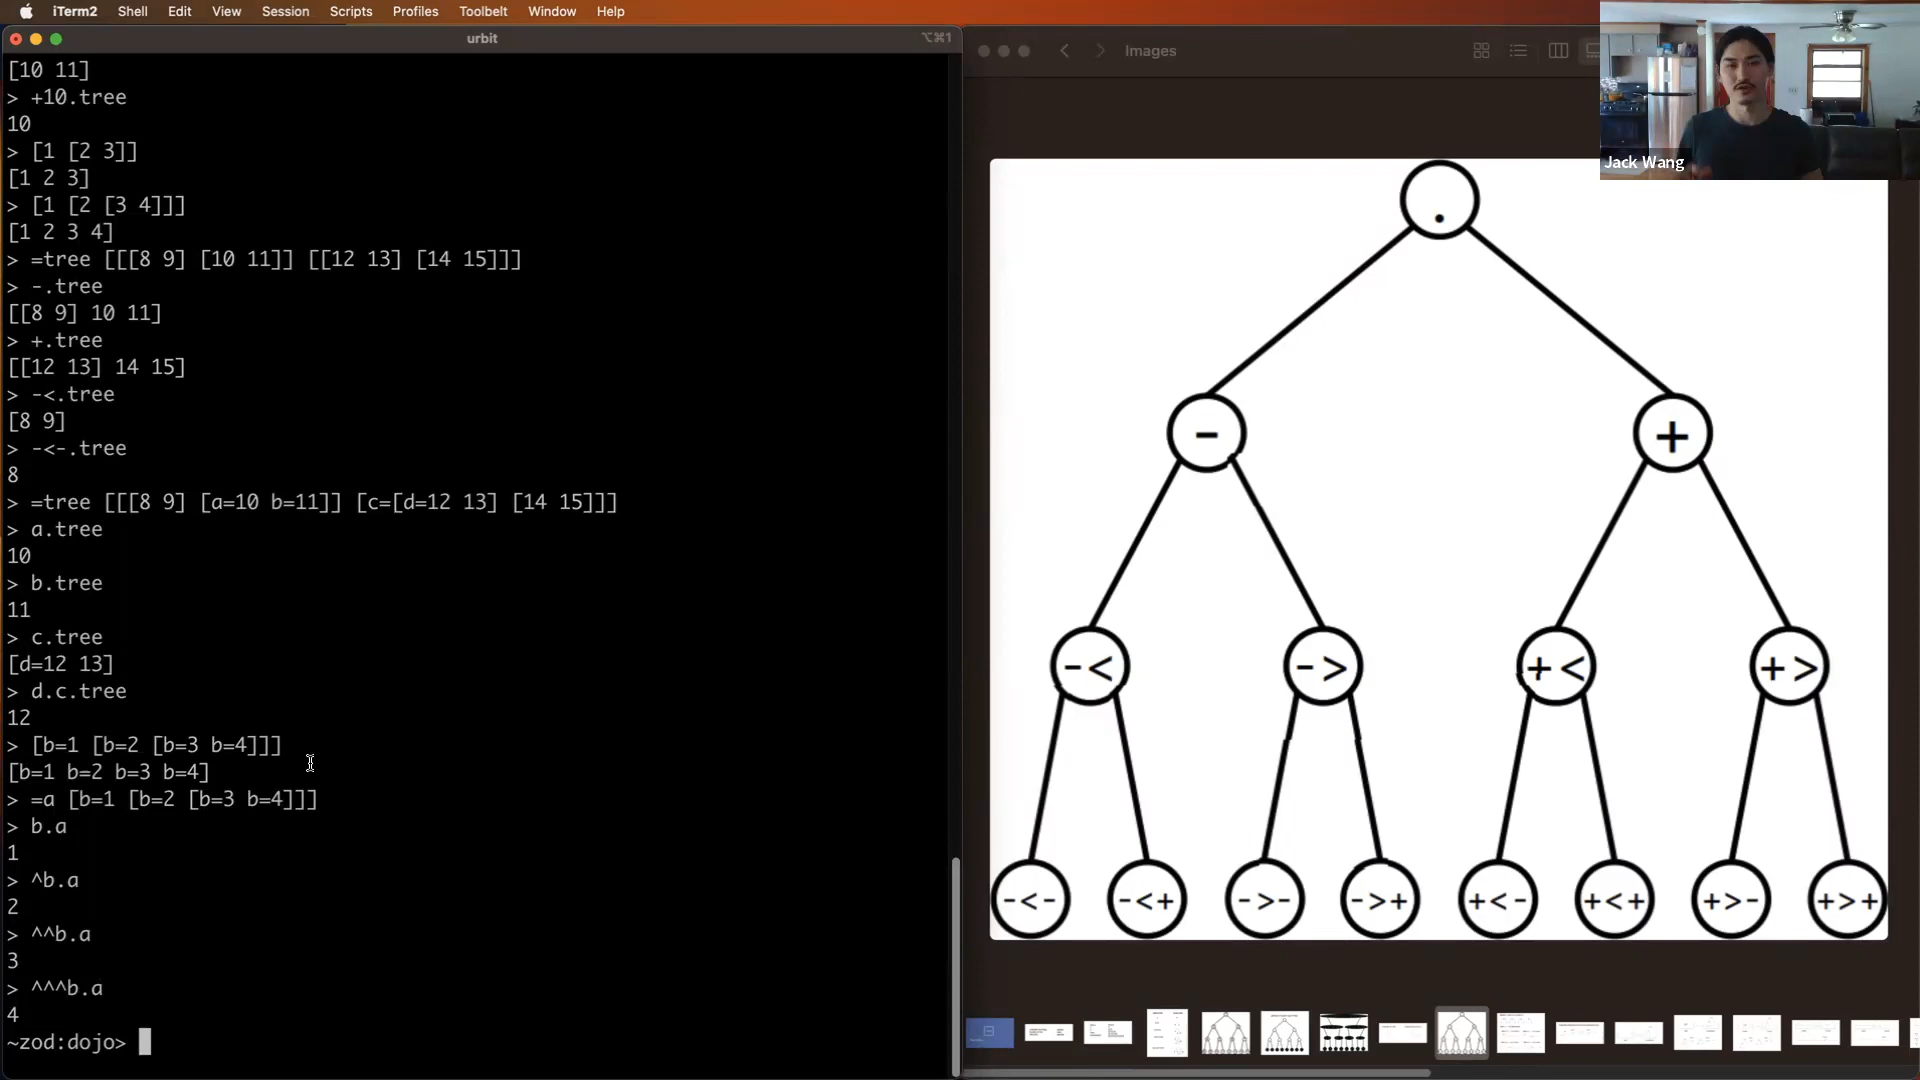 iTerm2 Shell Edit View Session Scripts Profiles Toolbelt Window Help
urbit
⌥⌘1
[10 11]
> +10.tree
10
> [1 [2 3]]
[1 2 3]
> [1 [2 [3 4]]]
[1 2 3 4]
> =tree [[[8 9] [10 11]] [[12 13] [14 15]]]
> -.tree
[[8 9] 10 11]
> +.tree
[[12 13] 14 15]
> -<.tree
[8 9]
> -<-.tree
8
> =tree [[[8 9] [a=10 b=11]] [c=[d=12 13] [14 15]]]
> a.tree
10
> b.tree
11
> c.tree
[d=12 13]
> d.c.tree
12
> [b=1 [b=2 [b=3 b=4]]]
[b=1 b=2 b=3 b=4]
> =a [b=1 [b=2 [b=3 b=4]]]
> b.a
1
> ^b.a
2
> ^^b.a
3
> ^^^b.a
4
~zod:dojo>
Images
Jack Wang
.
- +
-< -> +< +>
-<- -<+ ->- ->+ +<- +<+ +>- +>+